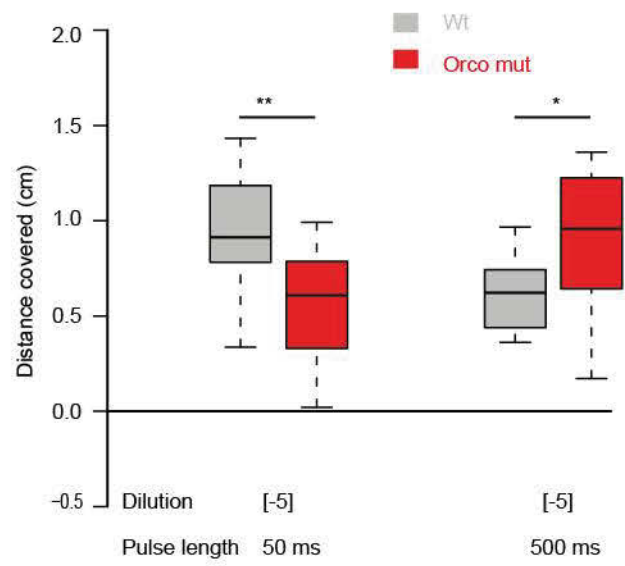 Wt
Orco mut
2.0
1.5
1.0
0.5
0.0
−0.5
Distance covered (cm)
**
*
Dilution [-5] [-5]
Pulse length 50 ms 500 ms